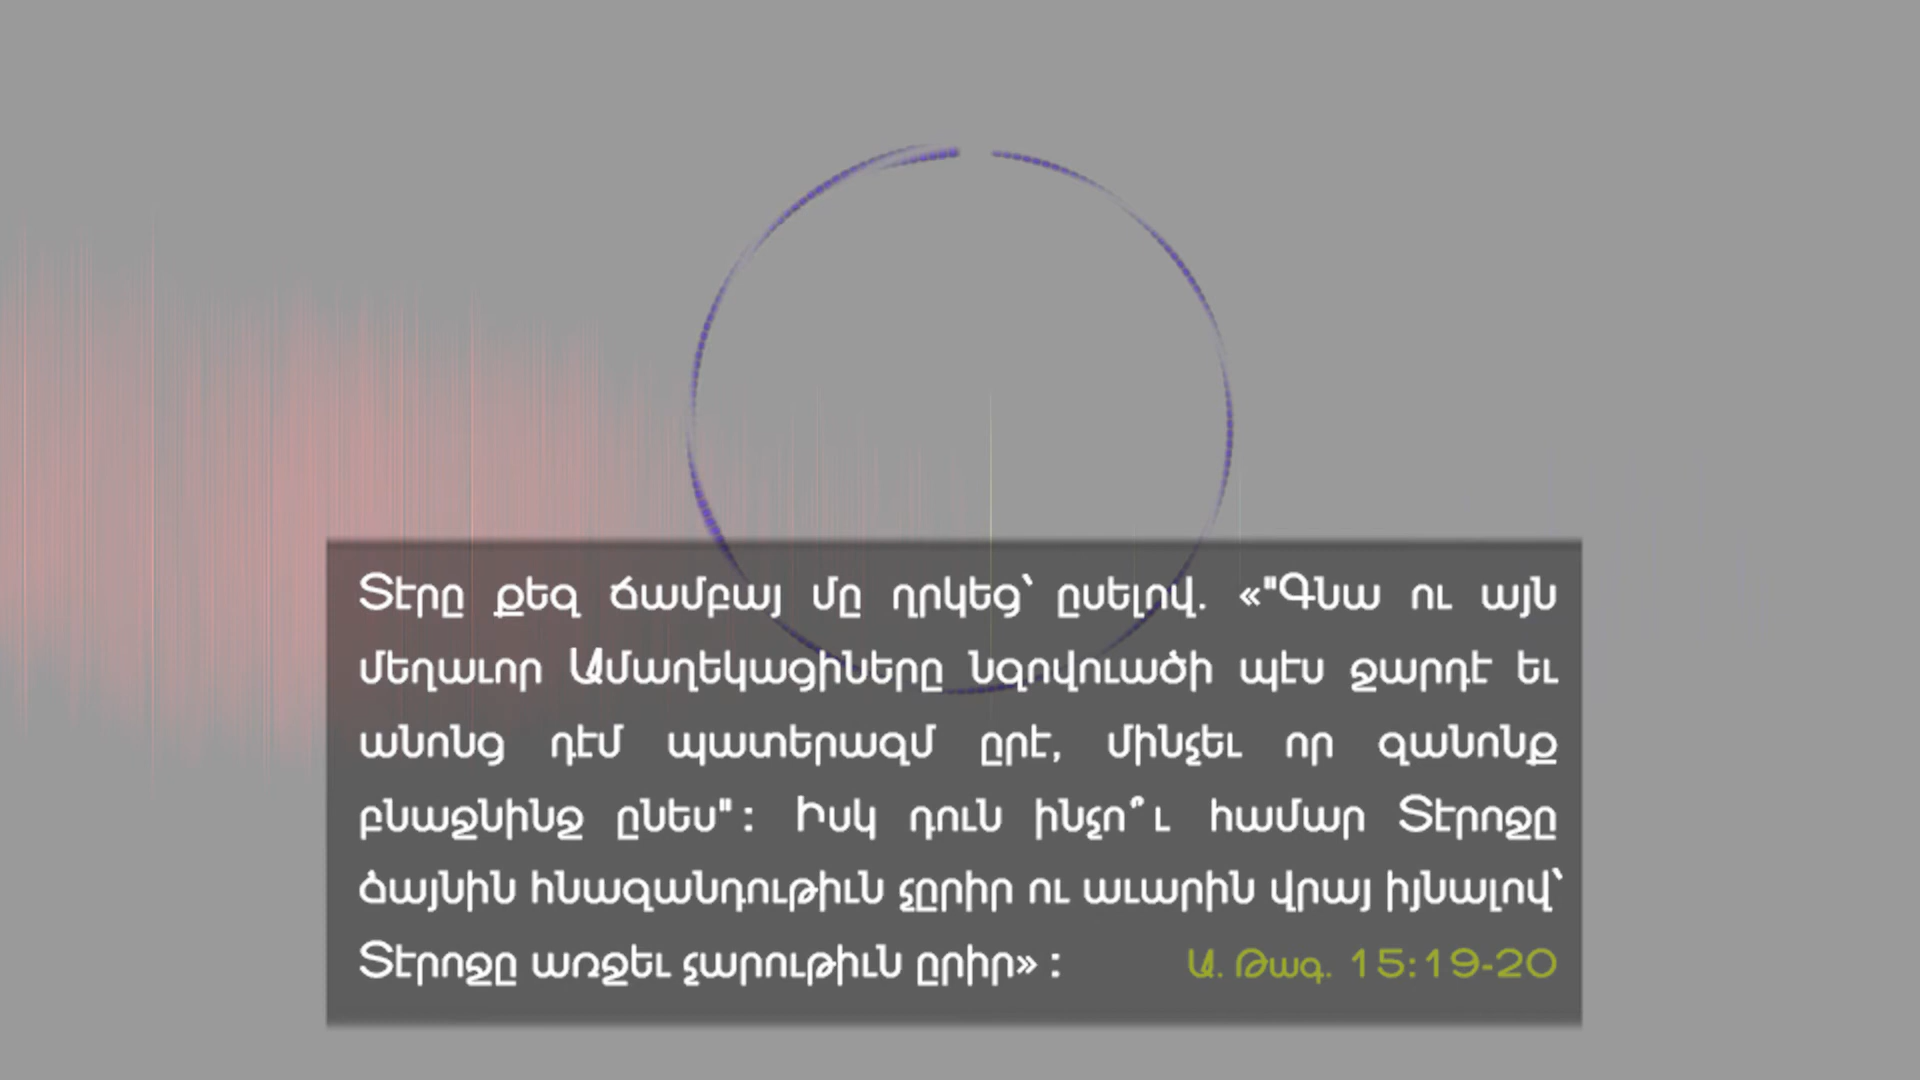 Տէրը քեզ ճամբայ մը ղրկեց՝ ըսելով. «"Գնա ու այն
մեղաւոր Ամաղեկացիները նզովուածի պէս ջարդէ եւ
անոնց դէմ պատերազմ ըրէ, մինչեւ որ զանոնք
բնաջնինջ ընես": Իսկ դուն ինչո՞ւ համար Տէրոջը
ձայնին հնազանդութիւն չըրիր ու աւարին վրայ իյնալով՝
Տէրոջը առջեւ չարութիւն ըրիր» : Ա. Թագ. 15:19-20